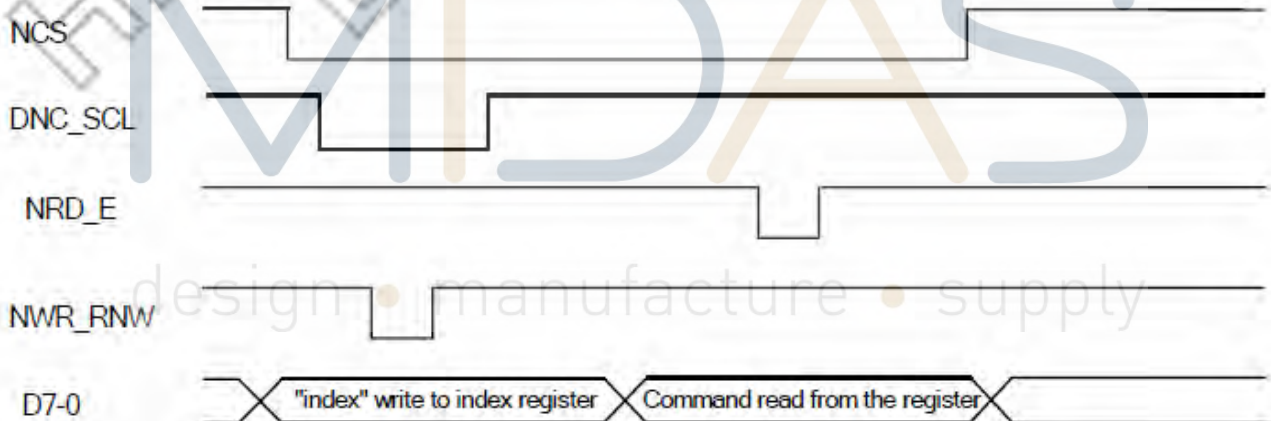 NCS
DNC_SCL
NRD_E
NWR_RNW
D7-0
"index" write to index register
Command read from the register
MIDAS
design • manufacture • supply